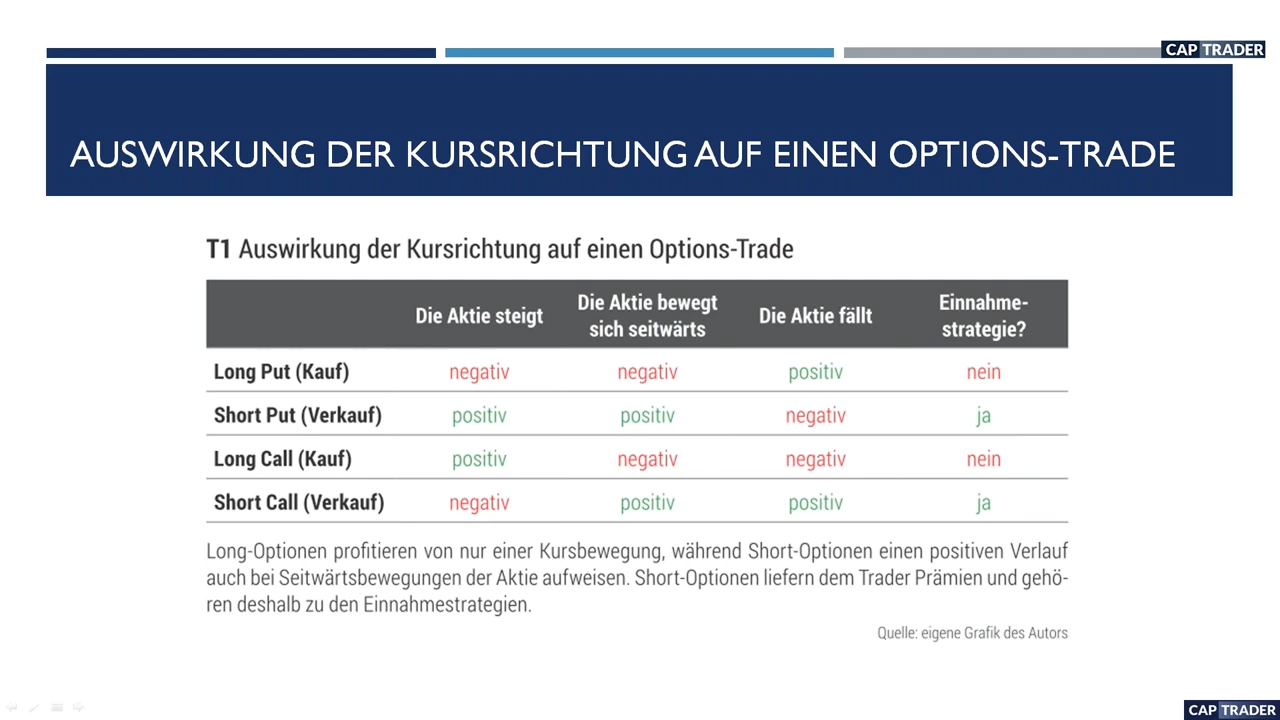 CAP TRADER
AUSWIRKUNG DER KURSRICHTUNG AUF EINEN OPTIONS-TRADE
T1 Auswirkung der Kursrichtung auf einen Options-Trade
Die Aktie steigt Die Aktie bewegt sich seitwärts Die Aktie fällt Einnahme-strategie?
Long Put (Kauf) negativ negativ positiv nein
Short Put (Verkauf) positiv positiv negativ ja
Long Call (Kauf) positiv negativ negativ nein
Short Call (Verkauf) negativ positiv positiv ja
Long-Optionen profitieren von nur einer Kursbewegung, während Short-Optionen einen positiven Verlauf
auch bei Seitwärtsbewegungen der Aktie aufweisen. Short-Optionen liefern dem Trader Prämien und gehö-
ren deshalb zu den Einnahmestrategien.
Quelle: eigene Grafik des Autors
CAP TRADER